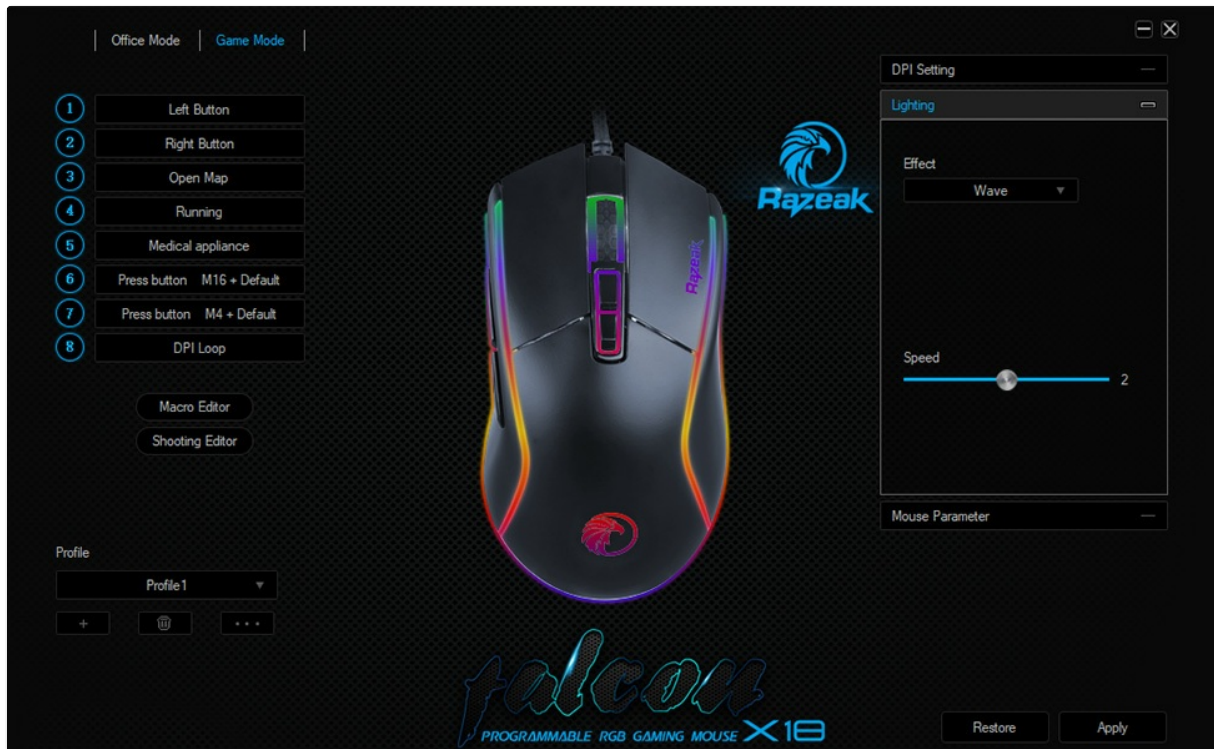 Office Mode
Game Mode
1 Left Button
2 Right Button
3 Open Map
4 Running
5 Medical appliance
6 Press button M16 + Default
7 Press button M4 + Default
8 DPI Loop
Macro Editor
Shooting Editor
Profile
Profile1
+
...
Razeak
Razeak
DPI Setting
Lighting
Effect
Wave
Speed
2
Mouse Parameter
falcon
PROGRAMMABLE RGB GAMING MOUSE X18
Restore
Apply